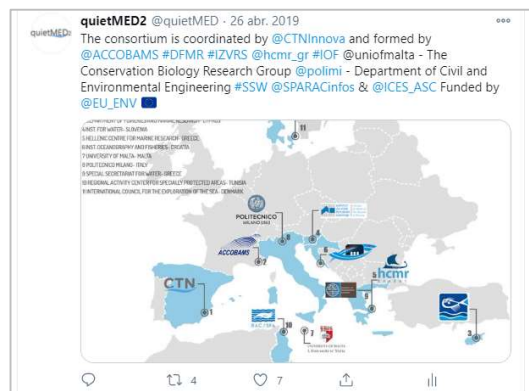 quietMED2 @quietMED · 26 abr. 2019
The consortium is coordinated by @CTNInnova and formed by
@ACCOBAMS #DFMR #IZVRS @hcmr_gr #IOF @uniofmalta - The
Conservation Biology Research Group @polimi - Department of Civil and
Environmental Engineering #SSW @SPARACinfos & @ICES_ASC Funded by
@EU_ENV
4 INST. FOR WATER - SLOVENIA
5 HELLENIC CENTRE FOR MARINE RESEARCH - GREECE
6 INST. OCEANOGRAPHY AND FISHERIES - CROATIA
7 UNIVERSITY OF MALTA - MALTA
8 POLITECNICO MILANO - ITALY
9 SPECIAL SECRETARIAT FOR WATER - GREECE
10 REGIONAL ACTIVITY CENTER FOR SPECIALLY PROTECTED AREAS - TUNISIA
11 INTERNATIONAL COUNCIL FOR THE EXPLORATION OF THE SEA - DENMARK
11
POLITECNICO
MILANO 1863
8
4
ACCOBAMS
2
6
CTN
1
5
hcmr
9
3
RAC/SPA
10
7
4
7